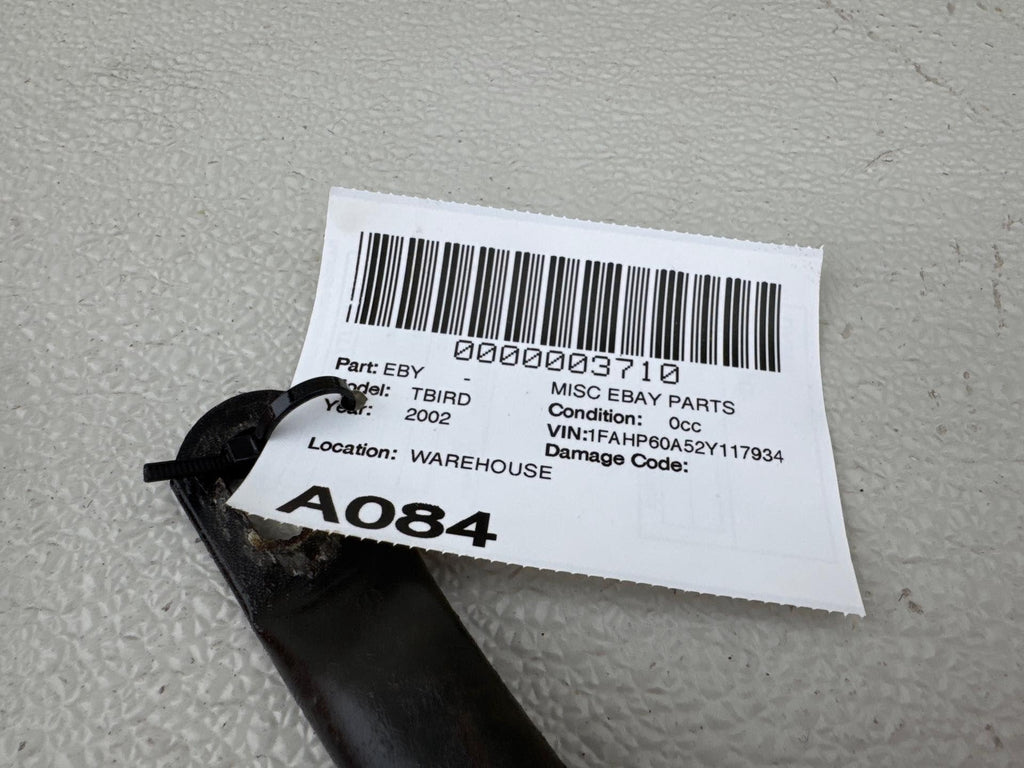 0000003710
Part: EBY - MISC EBAY PARTS
odel: TBIRD Condition: 0cc
Year: 2002 VIN:1FAHP60A52Y117934
Damage Code:
Location: WAREHOUSE
A084